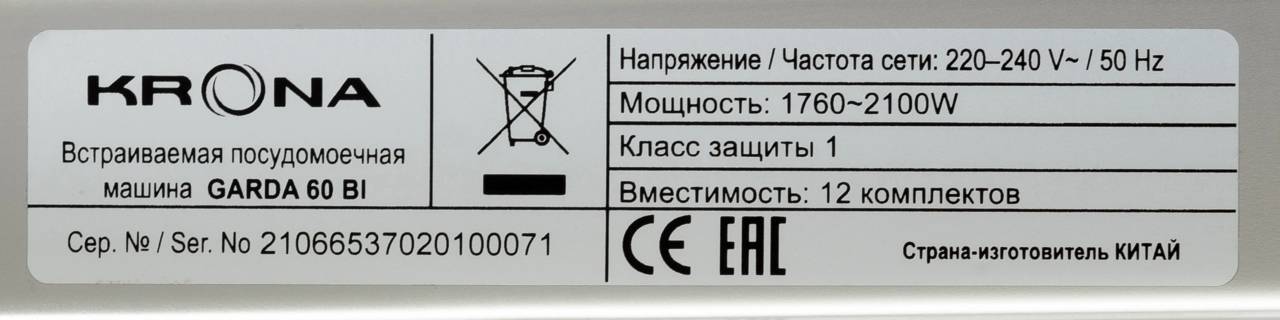 KRONA
Встраиваемая посудомоечная
машина GARDA 60 BI
Напряжение / Частота сети: 220–240 V~ / 50 Hz
Мощность: 1760~2100W
Класс защиты 1
Вместимость: 12 комплектов
Сер. № / Ser. No 21066537020100071
CE EAC
Страна-изготовитель КИТАЙ